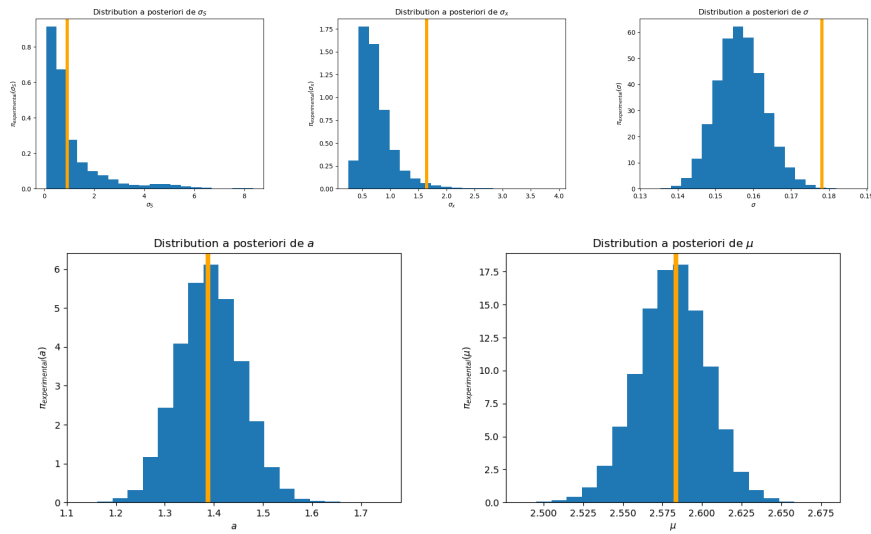 Distribution a posteriori de σ_S
π_experimental(σ_S)
0.8
0.6
0.4
0.2
0.0
0 2 4 6 8
σ_S
Distribution a posteriori de σ_x
π_experimental(σ_x)
1.75
1.50
1.25
1.00
0.75
0.50
0.25
0.00
0.5 1.0 1.5 2.0 2.5 3.0 3.5 4.0
σ_x
Distribution a posteriori de σ
π_experimental(σ)
60
50
40
30
20
10
0
0.13 0.14 0.15 0.16 0.17 0.18 0.19
σ
Distribution a posteriori de a
π_experimental(a)
6
5
4
3
2
1
0
1.1 1.2 1.3 1.4 1.5 1.6 1.7
a
Distribution a posteriori de μ
π_experimental(μ)
17.5
15.0
12.5
10.0
7.5
5.0
2.5
0.0
2.500 2.525 2.550 2.575 2.600 2.625 2.650 2.675
μ